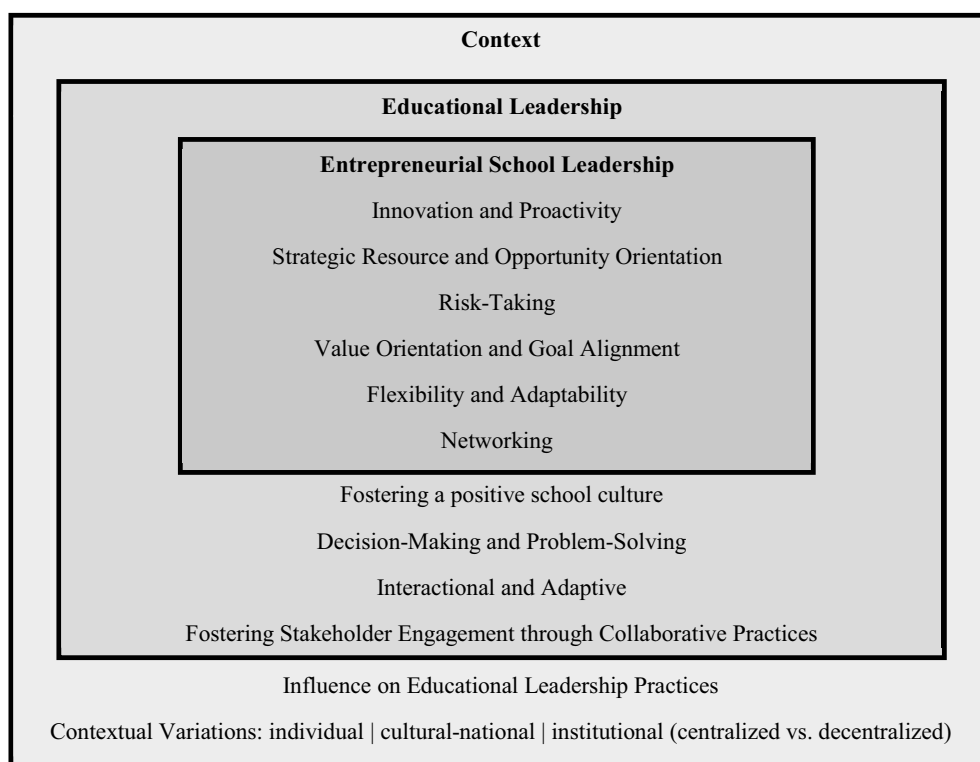 Context
Educational Leadership
Entrepreneurial School Leadership
Innovation and Proactivity
Strategic Resource and Opportunity Orientation
Risk-Taking
Value Orientation and Goal Alignment
Flexibility and Adaptability
Networking
Fostering a positive school culture
Decision-Making and Problem-Solving
Interactional and Adaptive
Fostering Stakeholder Engagement through Collaborative Practices
Influence on Educational Leadership Practices
Contextual Variations: individual | cultural-national | institutional (centralized vs. decentralized)